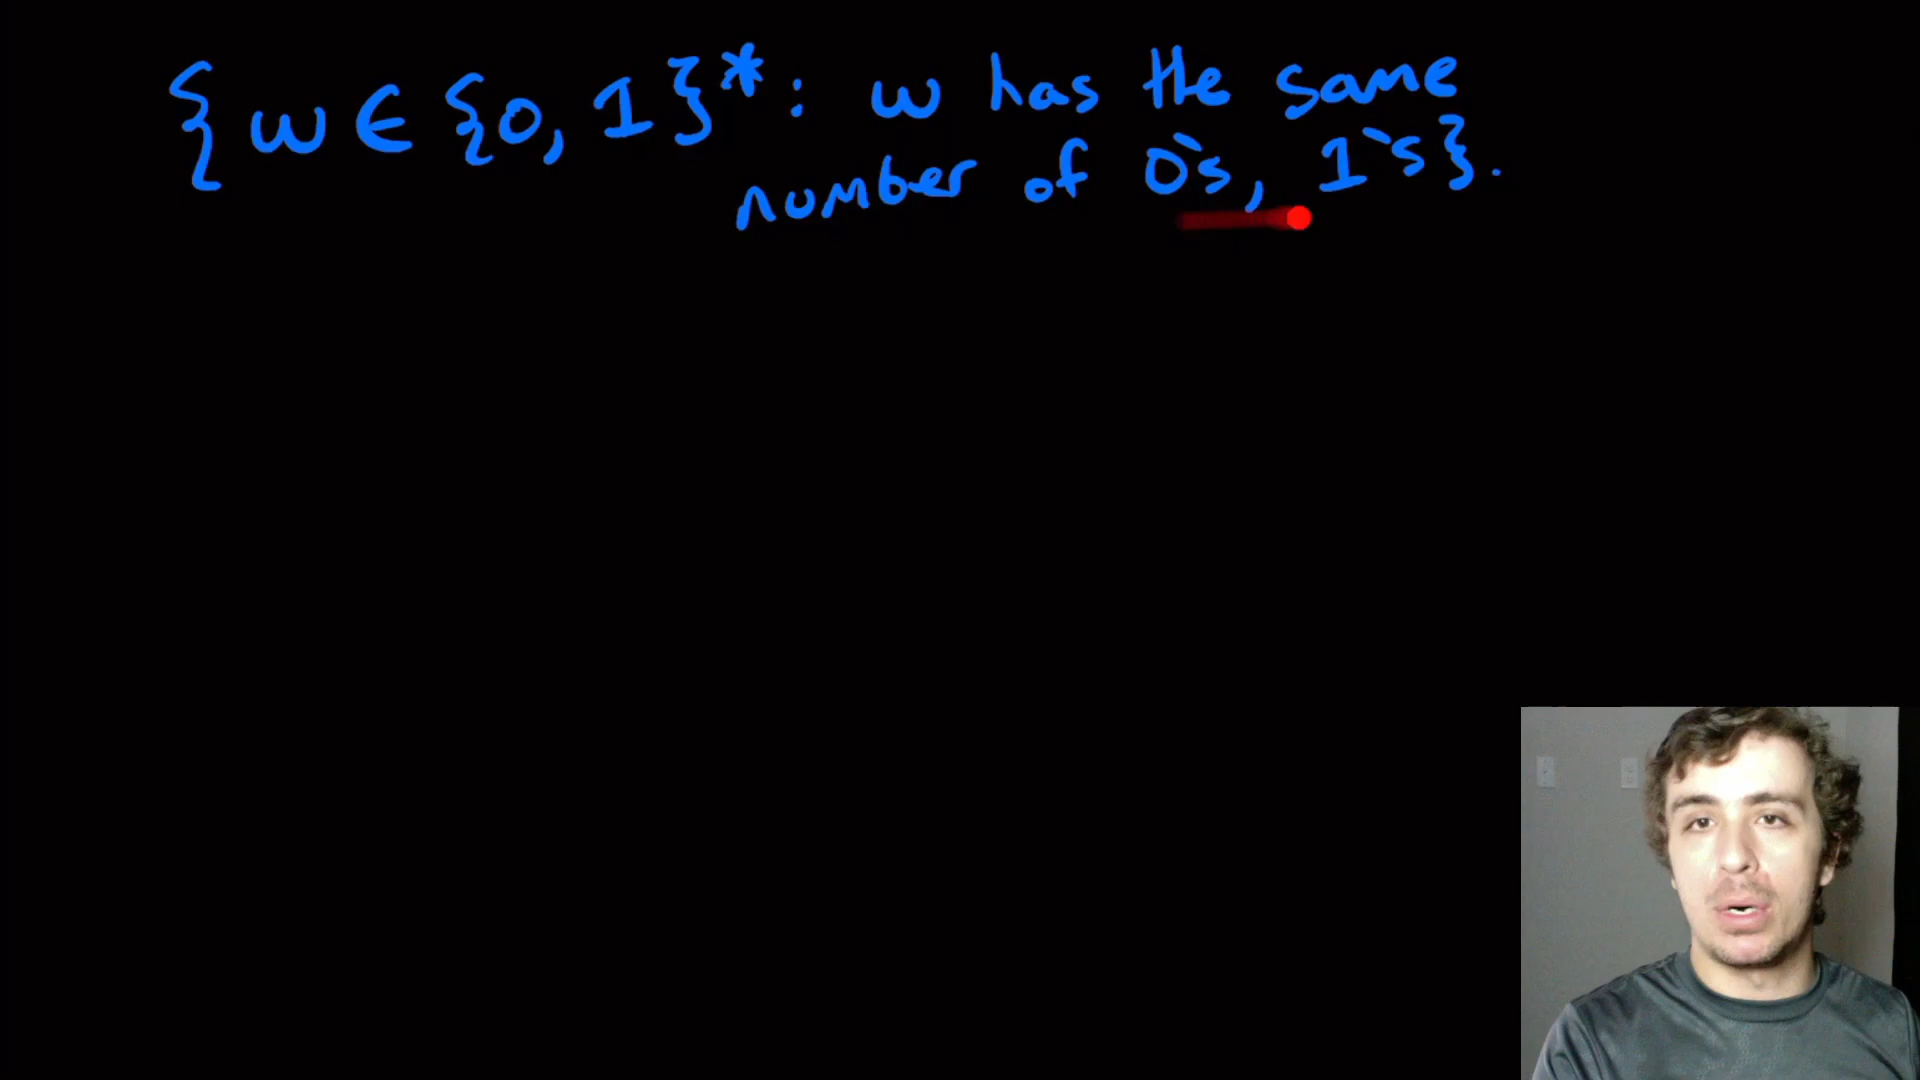 {w ∈ {0, 1}*: w has the same
number of 0`s, 1`s}.